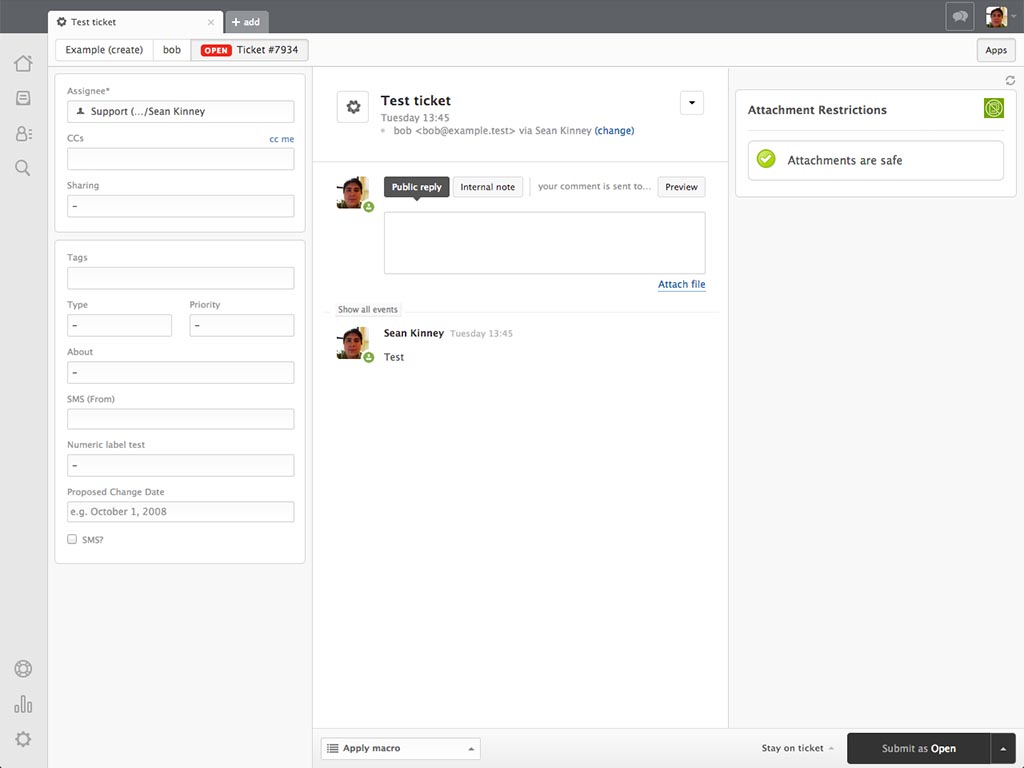 Test ticket ×
+ add
Example (create)
bob
OPEN Ticket #7934
Apps
Assignee*
Support (.../Sean Kinney
CCs
cc me
Sharing
–
Tags
Type
Priority
–
–
About
–
SMS (From)
Numeric label test
–
Proposed Change Date
e.g. October 1, 2008
SMS?
Test ticket
Tuesday 13:45
bob <bob@example.test> via Sean Kinney (change)
Public reply
Internal note
your comment is sent to...
Preview
Attach file
Show all events
Sean Kinney Tuesday 13:45
Test
Attachment Restrictions
Attachments are safe
Apply macro
Stay on ticket
Submit as Open